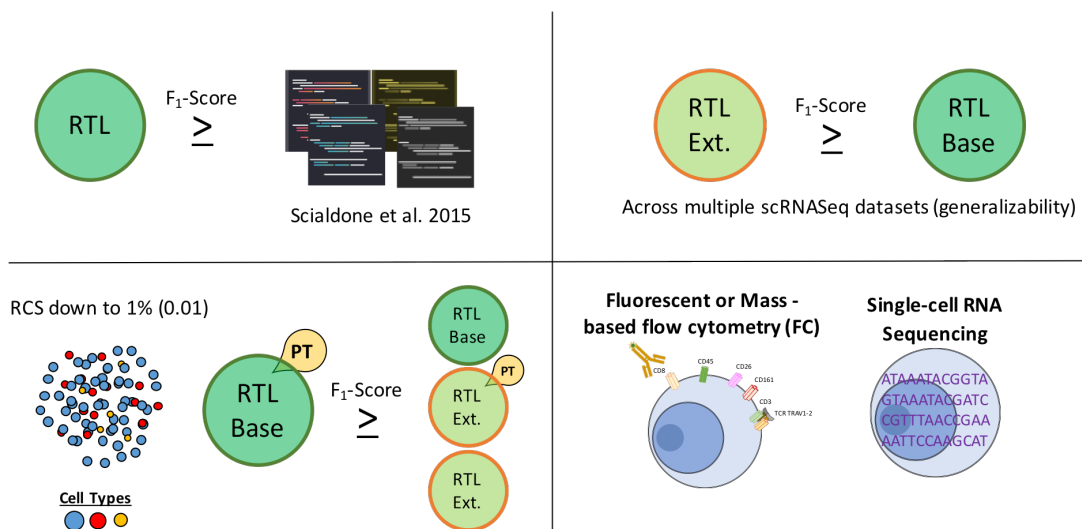 RTL
F1-Score
≥
Scialdone et al. 2015
RTL
Ext.
F1-Score
≥
RTL
Base
Across multiple scRNASeq datasets (generalizability)
RCS down to 1% (0.01)
Cell Types
PT
RTL
Base
F1-Score
≥
RTL
Base
PT
RTL
Ext.
RTL
Ext.
Fluorescent or Mass -
based flow cytometry (FC)
CD8
CD45
CD26
CD161
CD3
TCR TRAV1-2
Single-cell RNA
Sequencing
ATAAATACGGTA
GTAAATACGATC
CGTTTAACCGAA
AATTCCAAGCAT